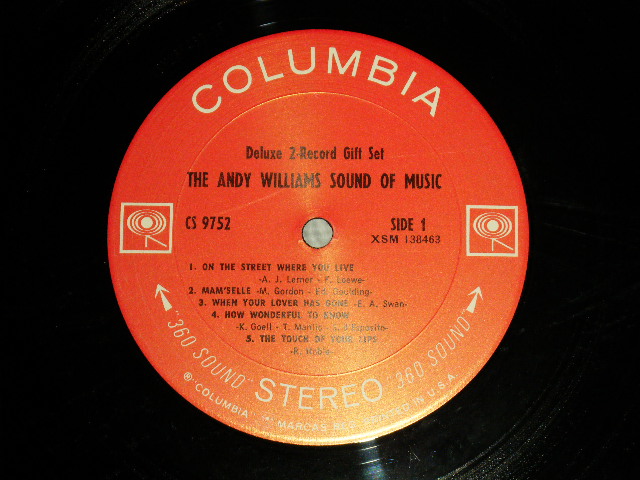 COLUMBIA
Deluxe 2-Record Gift Set
THE ANDY WILLIAMS SOUND OF MUSIC
CS 9752
SIDE 1
XSM 138463
1. ON THE STREET WHERE YOU LIVE
-A. J. Lerner - F. Loewe-
2. MAM'SELLE -M. Gordon - Ed. Goulding-
3. WHEN YOUR LOVER HAS GONE -E. A. Swan-
4. HOW WONDERFUL TO KNOW
-K. Goell - T. Manlio - Esposito-
5. THE TOUCH OF YOUR LIPS
-R. Noble-
"360 SOUND" STEREO "360 SOUND"
® "COLUMBIA" MARCAS REG. PRINTED IN U.S.A.